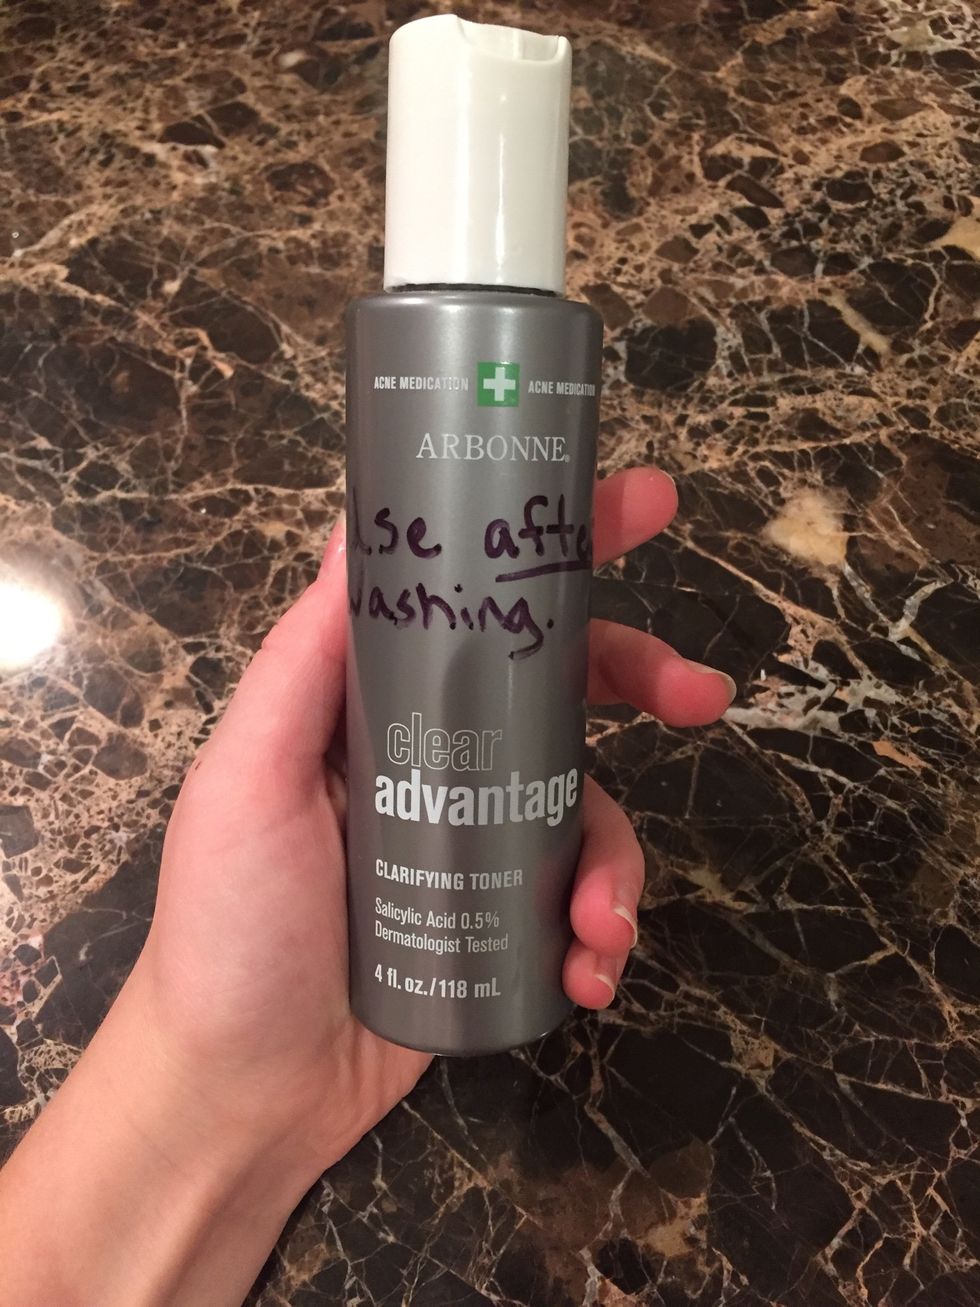 ACNE MEDICATION ACNE MEDICATION
ARBONNE®
Use after
Washing.
clear
advantage
CLARIFYING TONER
Salicylic Acid 0.5%
Dermatologist Tested
4 fl. oz./118 mL